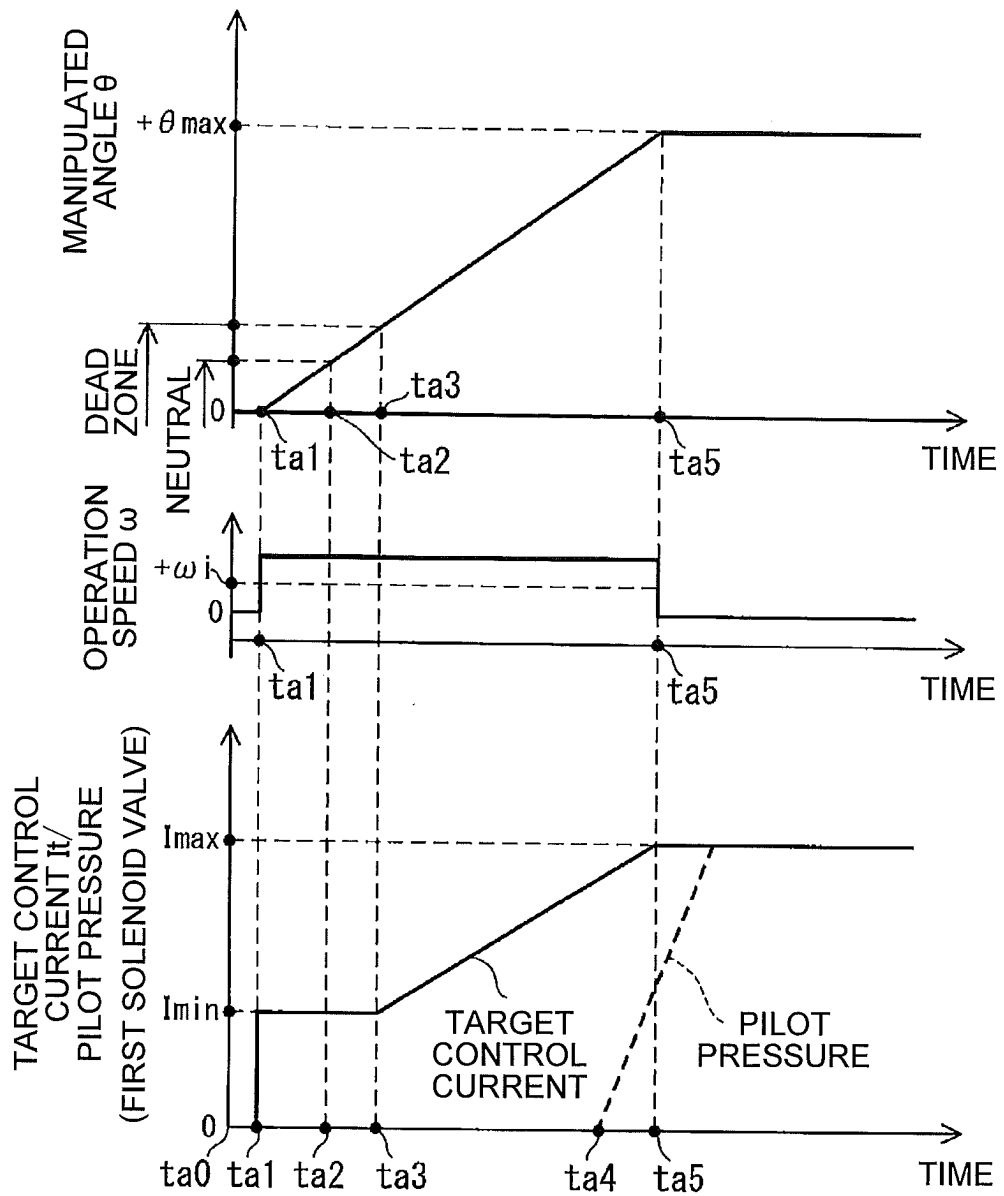 MANIPULATED
ANGLE θ
+θmax
DEAD
ZONE
NEUTRAL
0
ta1
ta2
ta3
ta5
TIME
OPERATION
SPEED ω
+ωi
0
ta1
ta5
TIME
TARGET CONTROL
CURRENT It/
PILOT PRESSURE
(FIRST SOLENOID VALVE)
Imax
Imin
0
TARGET
CONTROL
CURRENT
PILOT
PRESSURE
ta0
ta1
ta2
ta3
ta4
ta5
TIME